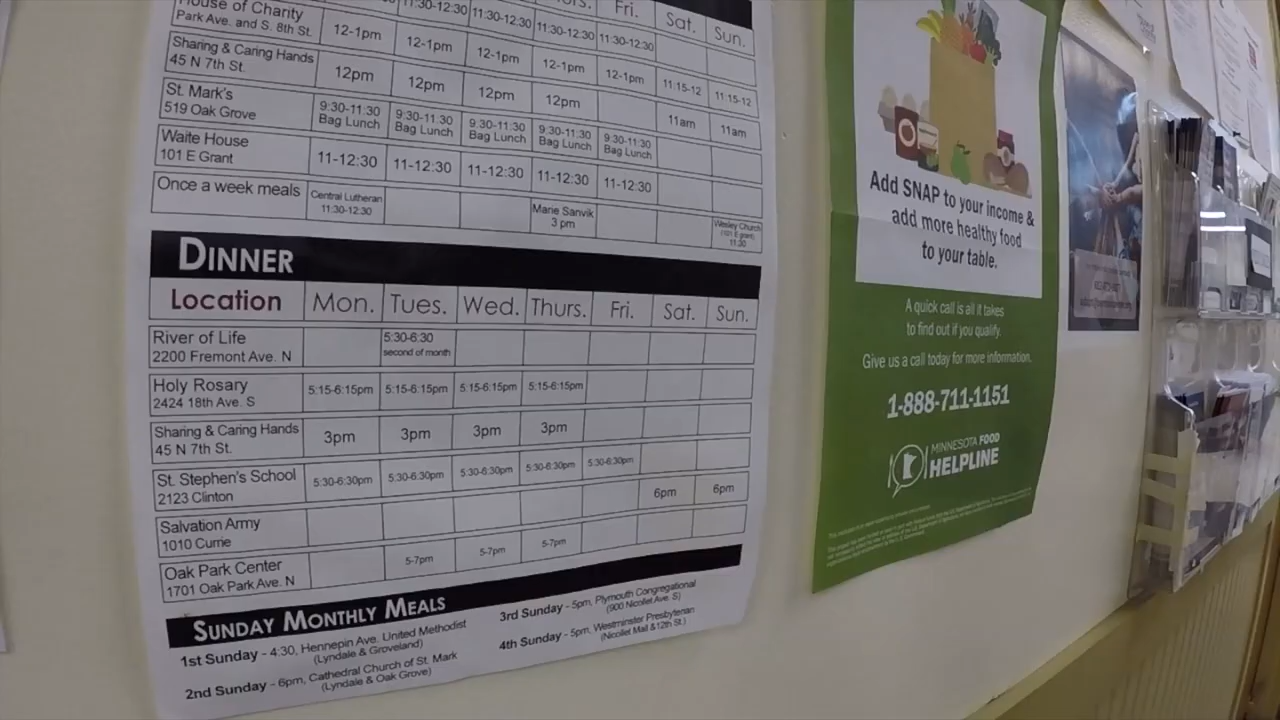 11:30-12:30 11:30-12:30 11:30-12:30 11:30-12:30 Fri. Sat. Sun.
House of Charity
Park Ave. and S. 8th St. 12-1pm 12-1pm 12-1pm 12-1pm 12-1pm 11:15-12 11:15-12
Sharing & Caring Hands
45 N 7th St. 12pm 12pm 12pm 12pm 11am 11am
St. Mark's
519 Oak Grove 9:30-11:30 9:30-11:30 9:30-11:30 9:30-11:30 9:30-11:30
Bag Lunch Bag Lunch Bag Lunch Bag Lunch Bag Lunch
Waite House
101 E Grant 11-12:30 11-12:30 11-12:30 11-12:30 11-12:30
Once a week meals Central Lutheran Marie Sanvik Wesley Church
11:30-12:30 3 pm (101 E grant)
11:30
DINNER
Location Mon. Tues. Wed. Thurs. Fri. Sat. Sun.
River of Life 5:30-6:30
2200 Fremont Ave. N second of month
Holy Rosary 5:15-6:15pm 5:15-6:15pm 5:15-6:15pm 5:15-6:15pm
2424 18th Ave. S
Sharing & Caring Hands 3pm 3pm 3pm 3pm
45 N 7th St.
St. Stephen's School 5:30-6:30pm 5:30-6:30pm 5:30-6:30pm 5:30-6:30pm 5:30-6:30pm
2123 Clinton
Salvation Army 6pm 6pm
1010 Currie
Oak Park Center 5-7pm 5-7pm 5-7pm
1701 Oak Park Ave. N
SUNDAY MONTHLY MEALS
1st Sunday - 4:30, Hennepin Ave. United Methodist
(Lyndale & Groveland)
2nd Sunday - 6pm, Cathedral Church of St. Mark
(Lyndale & Oak Grove)
3rd Sunday - 5pm, Plymouth Congregational
(900 Nicollet Ave. S)
4th Sunday - 5pm, Westminster Presbyterian
(Nicollet Mall & 12th St.)
Add SNAP to your income &
add more healthy food
to your table.
A quick call is all it takes
to find out if you qualify.
Give us a call today for more information.
1-888-711-1151
MINNESOTA FOOD
HELPLINE